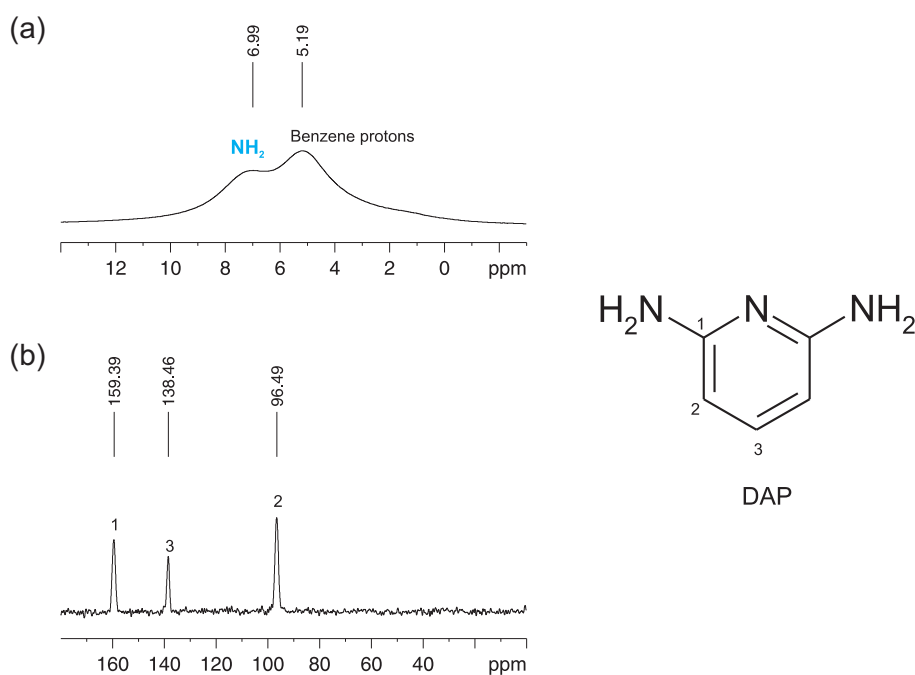 (a)
6.99
5.19
NH2
Benzene protons
12 10 8 6 4 2 0 ppm
(b)
159.39
138.46
96.49
1
3
2
160 140 120 100 80 60 40 ppm
H2N
1
N
NH2
2
3
DAP